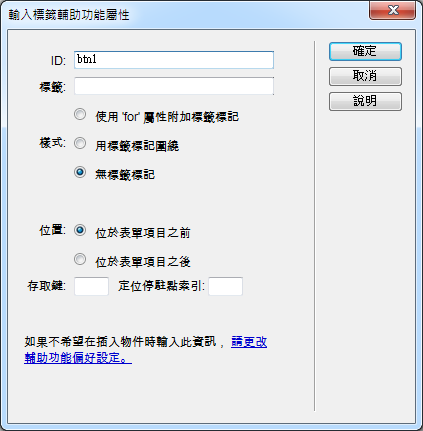 輸入標籤輔助功能屬性
ID: btn1
確定
取消
標籤:
說明
使用 'for' 屬性附加標籤標記
樣式: 用標籤標記圍繞
無標籤標記
位置: 位於表單項目之前
位於表單項目之後
存取鍵: 定位停駐點索引:
如果不希望在插入物件時輸入此資訊，請更改
輔助功能偏好設定。